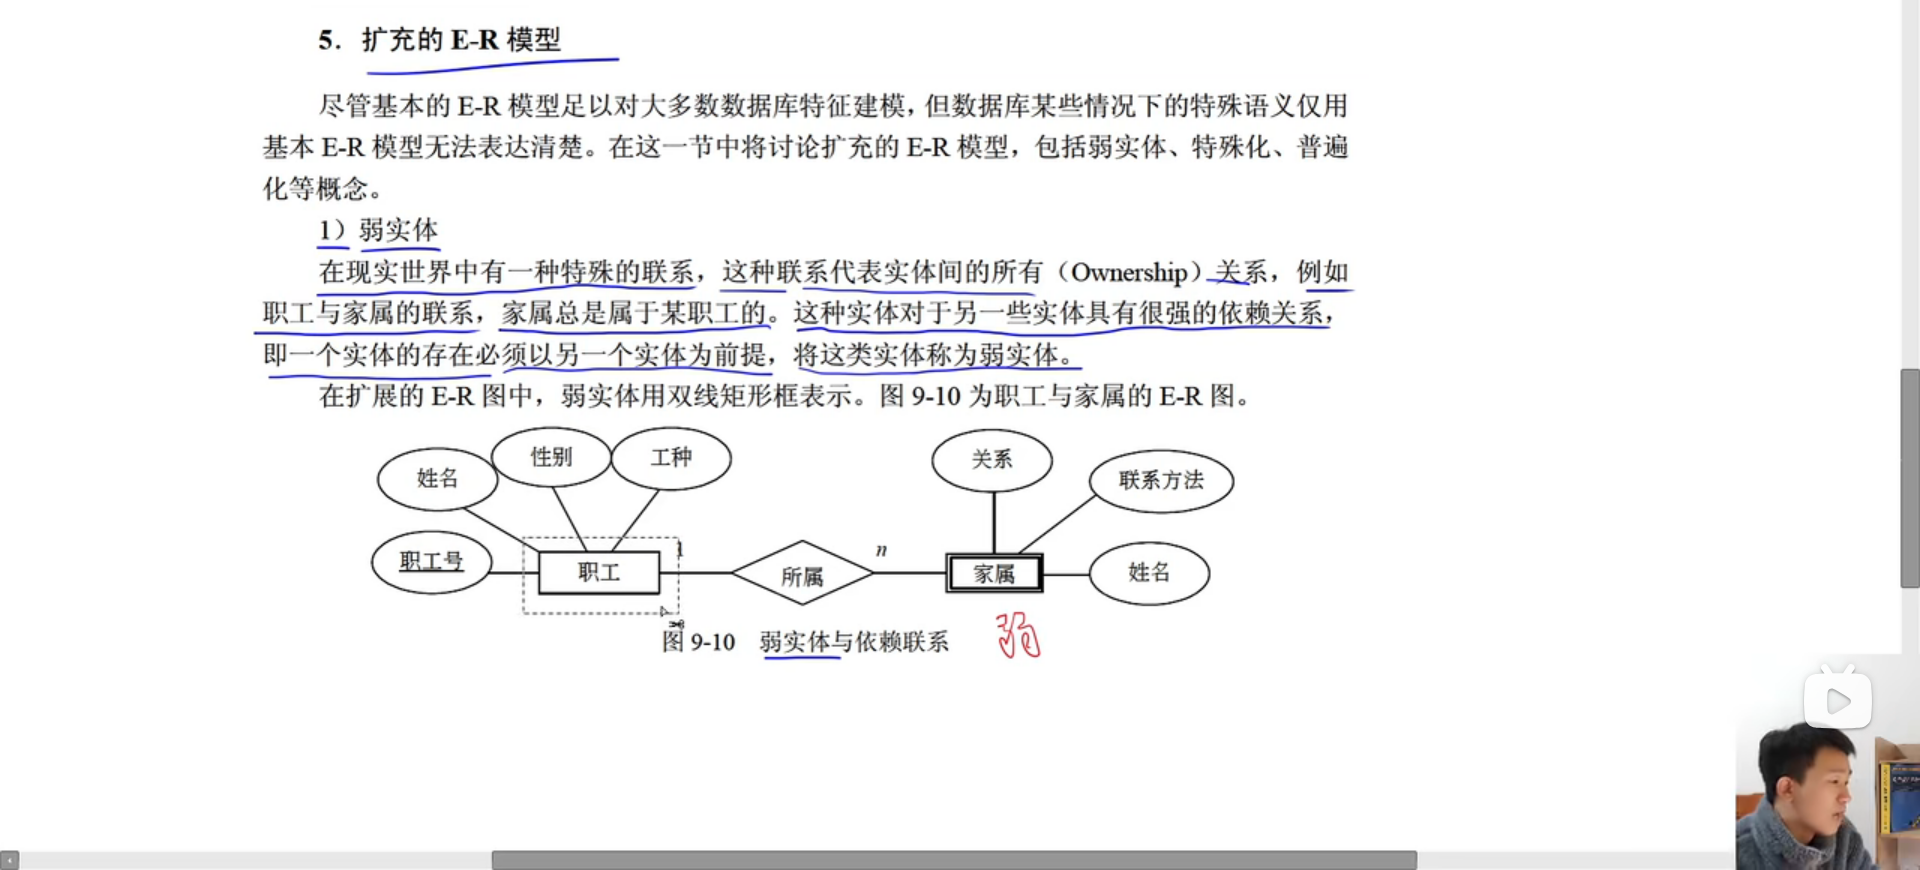 5. 扩充的 E-R 模型
尽管基本的 E-R 模型足以对大多数数据库特征建模，但数据库某些情况下的特殊语义仅用
基本 E-R 模型无法表达清楚。在这一节中将讨论扩充的 E-R 模型，包括弱实体、特殊化、普遍
化等概念。
1）弱实体
在现实世界中有一种特殊的联系，这种联系代表实体间的所有（Ownership）关系，例如
职工与家属的联系，家属总是属于某职工的。这种实体对于另一些实体具有很强的依赖关系，
即一个实体的存在必须以另一个实体为前提，将这类实体称为弱实体。
在扩展的 E-R 图中，弱实体用双线矩形框表示。图 9-10 为职工与家属的 E-R 图。
姓名
性别
工种
关系
联系方法
职工号
职工
1
所属
n
家属
姓名
图 9-10 弱实体与依赖联系
弱